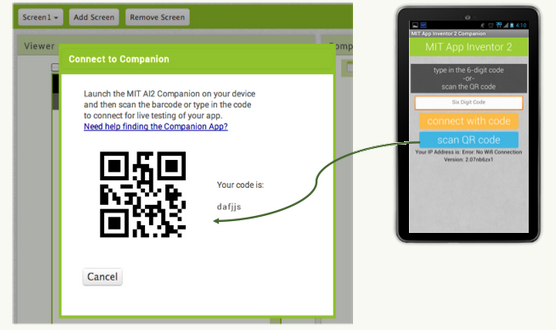 Screen1
Add Screen
Remove Screen
Viewer
Connect to Companion
Launch the MIT AI2 Companion on your device
and then scan the barcode or type in the code
to connect for live testing of your app.
Need help finding the Companion App?
Your code is:
dafjjs
Cancel
4:10
MIT App Inventor 2 Companion
MIT App Inventor 2
type in the 6-digit code
-or-
scan the QR code
Six Digit Code
connect with code
scan QR code
Your IP Address is: Error: No Wifi Connection